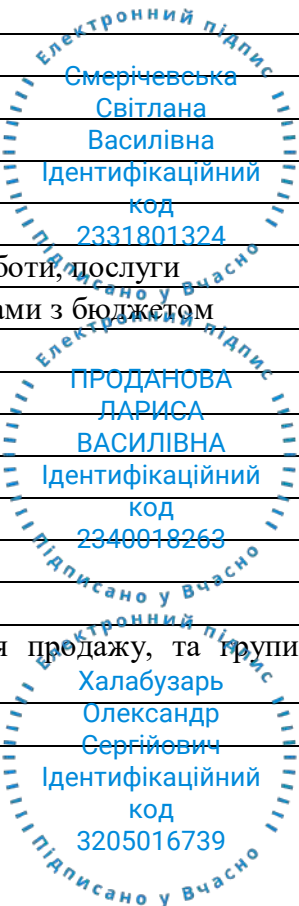 Електронний підпис
Смерічевська
Світлана
Василівна
Ідентифікаційний
код
2331801324
Підписано у Вчасно
боти, послуги
ами з бюджетом
Електронний підпис
ПРОДАНОВА
ЛАРИСА
ВАСИЛІВНА
Ідентифікаційний
код
2340018263
Підписано у Вчасно
я продажу, та групи
Електронний підпис
Халабузарь
Олександр
Сергійович
Ідентифікаційний
код
3205016739
Підписано у Вчасно